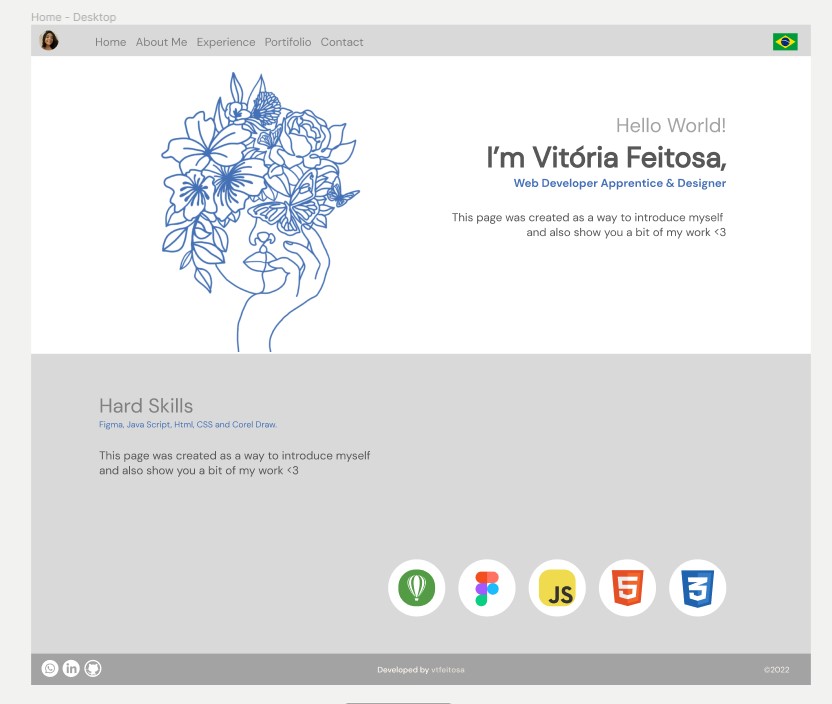 Home - Desktop
Home About Me Experience Portifolio Contact
Hello World!
I'm Vitória Feitosa,
Web Developer Apprentice & Designer
This page was created as a way to introduce myself
and also show you a bit of my work <3
Hard Skills
Figma, Java Script, Html, CSS and Corel Draw.
This page was created as a way to introduce myself
and also show you a bit of my work <3
JS
5
3
in
Developed by vtfeitosa
©2022